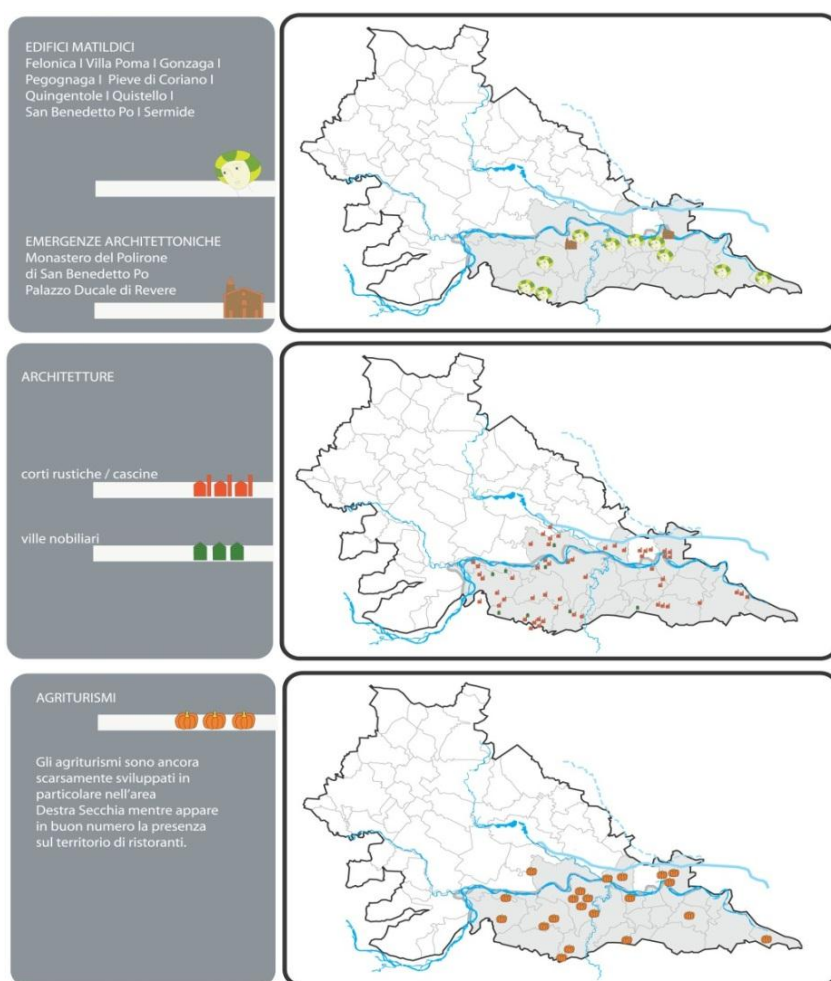 EDIFICI MATILDICI
Felonica I Villa Poma I Gonzaga I
Pegognaga I Pieve di Coriano I
Quingentole I Quistello I
San Benedetto Po I Sermide
EMERGENZE ARCHITETTONICHE
Monastero del Polirone
di San Benedetto Po
Palazzo Ducale di Revere
ARCHITETTURE
corti rustiche / cascine
ville nobiliari
AGRITURISMI
Gli agriturismi sono ancora
scarsamente sviluppati in
particolare nell'area
Destra Secchia mentre appare
in buon numero la presenza
sul territorio di ristoranti.